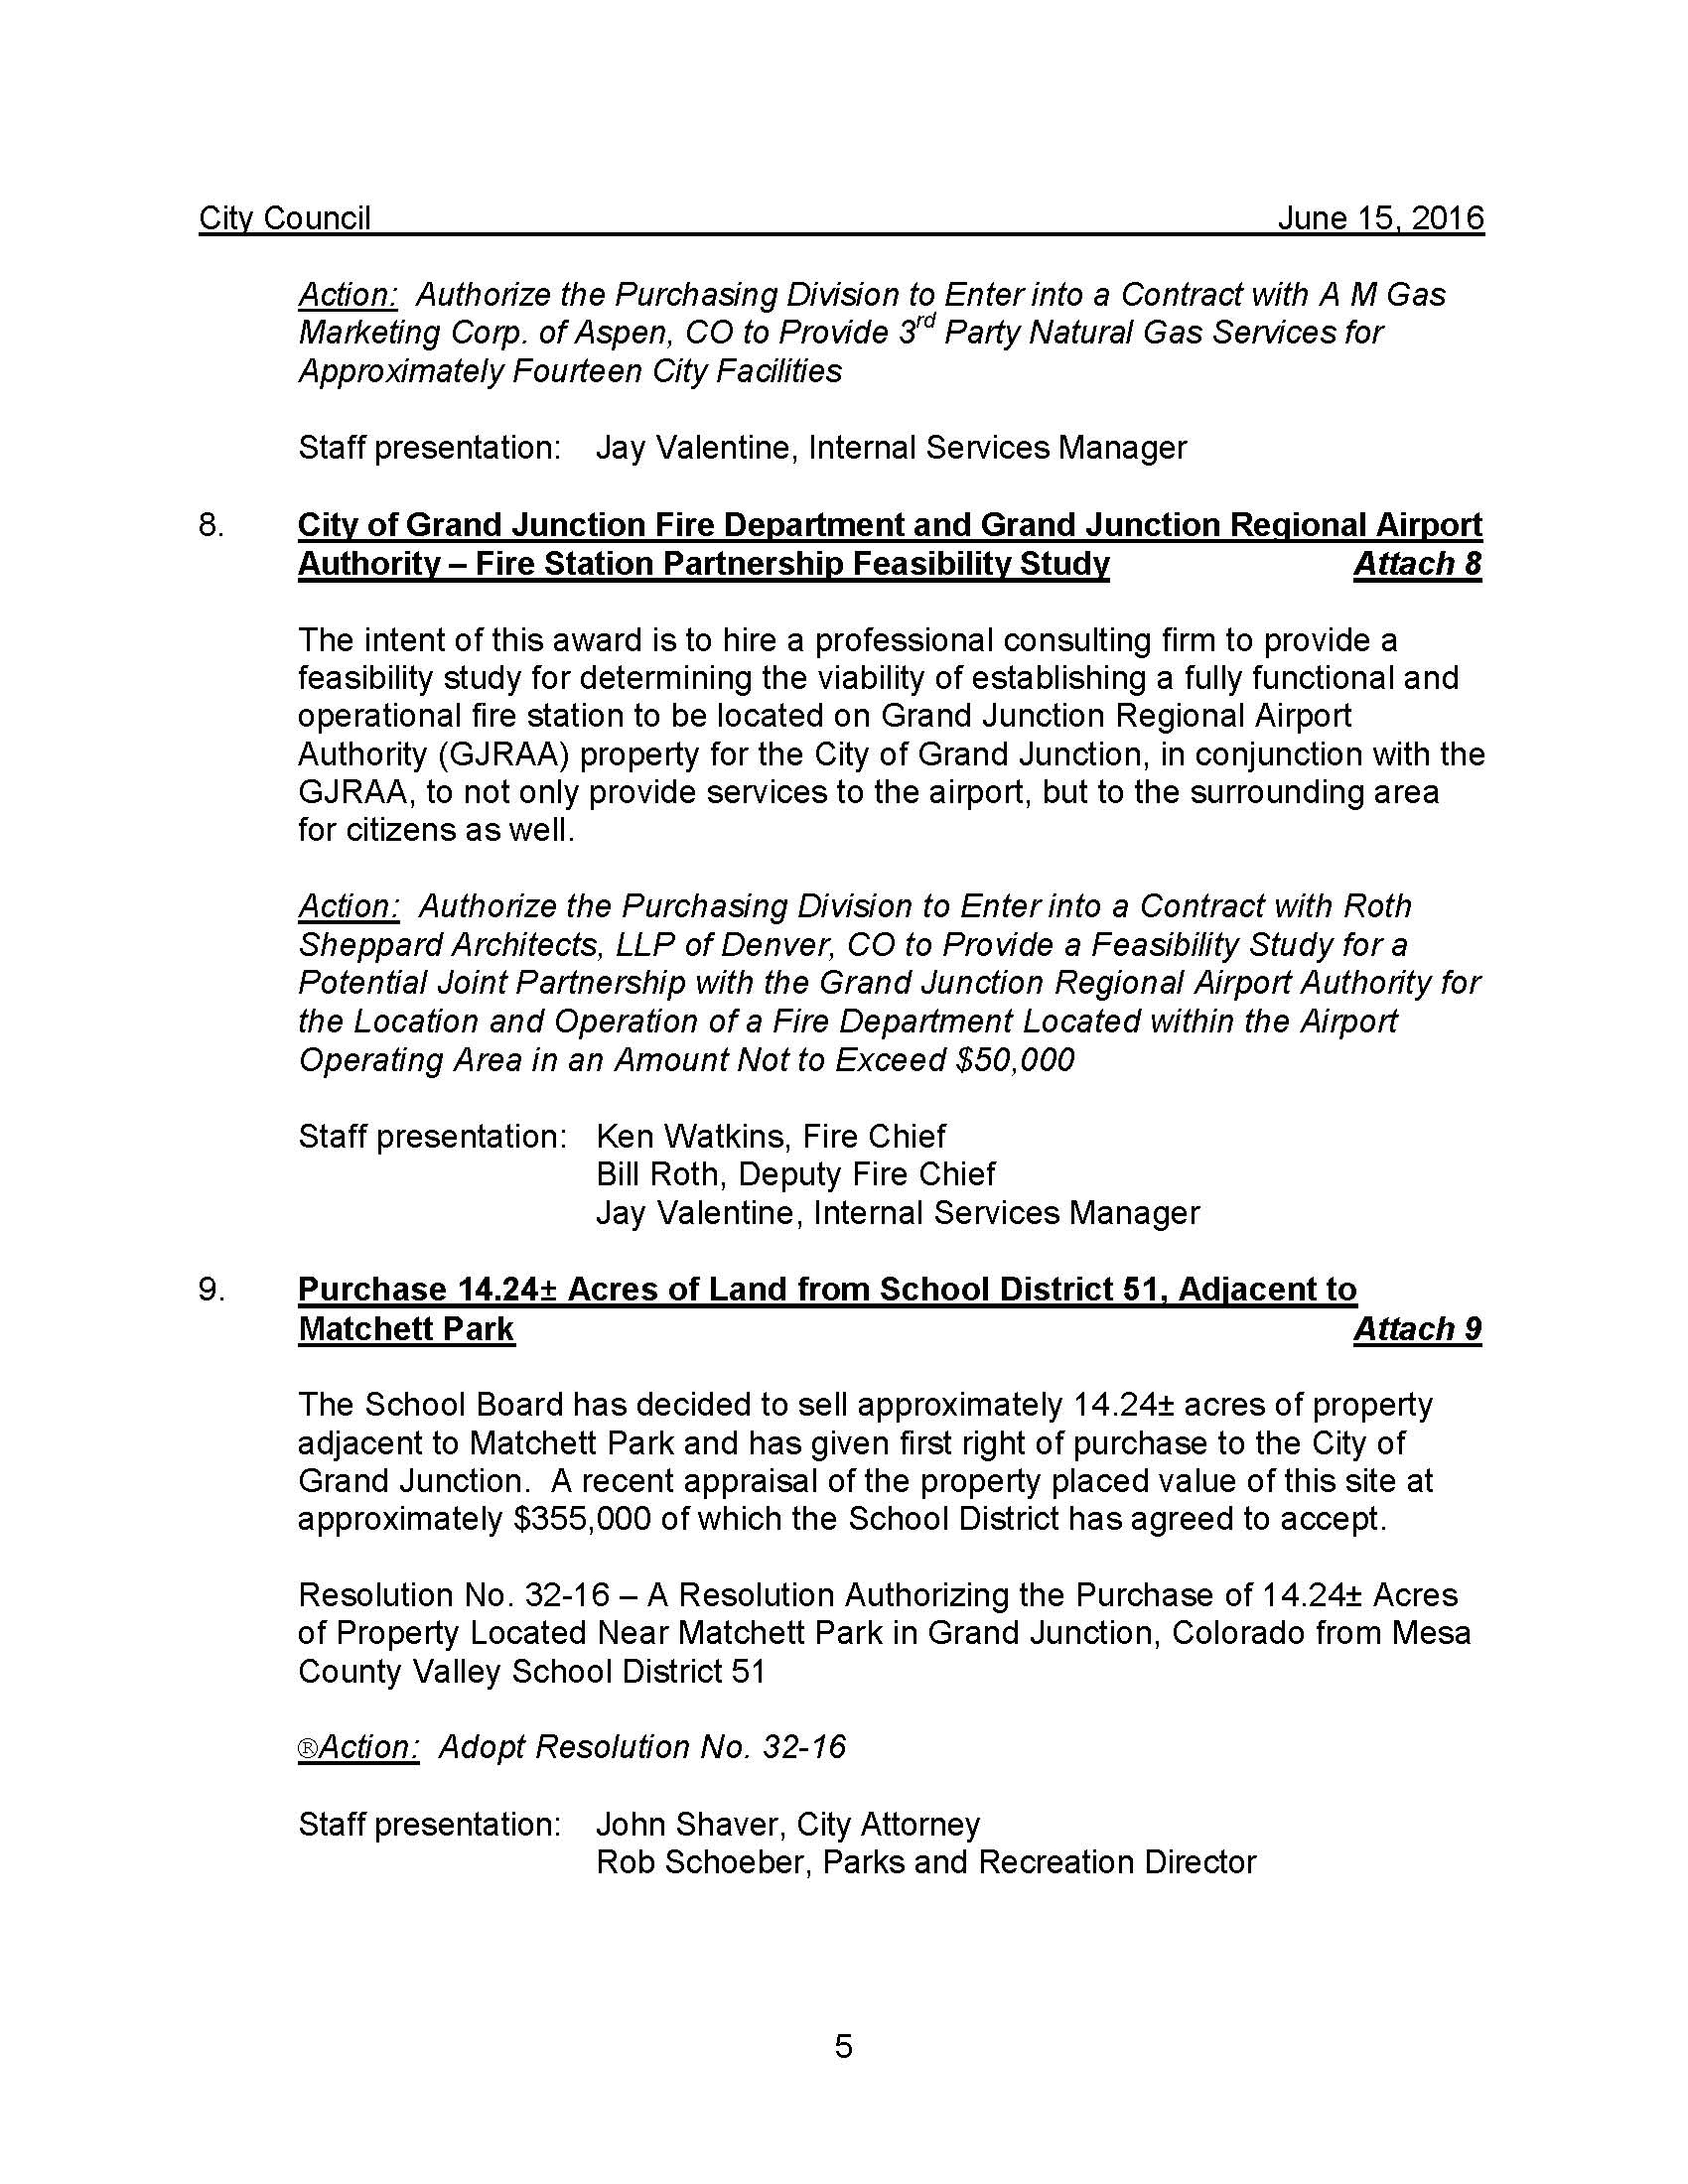 City Council June 15, 2016
Action: Authorize the Purchasing Division to Enter into a Contract with A M Gas
Marketing Corp. of Aspen, CO to Provide 3rd Party Natural Gas Services for
Approximately Fourteen City Facilities
Staff presentation: Jay Valentine, Internal Services Manager
8. City of Grand Junction Fire Department and Grand Junction Regional Airport
Authority – Fire Station Partnership Feasibility Study Attach 8
The intent of this award is to hire a professional consulting firm to provide a
feasibility study for determining the viability of establishing a fully functional and
operational fire station to be located on Grand Junction Regional Airport
Authority (GJRAA) property for the City of Grand Junction, in conjunction with the
GJRAA, to not only provide services to the airport, but to the surrounding area
for citizens as well.
Action: Authorize the Purchasing Division to Enter into a Contract with Roth
Sheppard Architects, LLP of Denver, CO to Provide a Feasibility Study for a
Potential Joint Partnership with the Grand Junction Regional Airport Authority for
the Location and Operation of a Fire Department Located within the Airport
Operating Area in an Amount Not to Exceed $50,000
Staff presentation: Ken Watkins, Fire Chief
Bill Roth, Deputy Fire Chief
Jay Valentine, Internal Services Manager
9. Purchase 14.24± Acres of Land from School District 51, Adjacent to
Matchett Park Attach 9
The School Board has decided to sell approximately 14.24± acres of property
adjacent to Matchett Park and has given first right of purchase to the City of
Grand Junction. A recent appraisal of the property placed value of this site at
approximately $355,000 of which the School District has agreed to accept.
Resolution No. 32-16 – A Resolution Authorizing the Purchase of 14.24± Acres
of Property Located Near Matchett Park in Grand Junction, Colorado from Mesa
County Valley School District 51
®Action: Adopt Resolution No. 32-16
Staff presentation: John Shaver, City Attorney
Rob Schoeber, Parks and Recreation Director
5